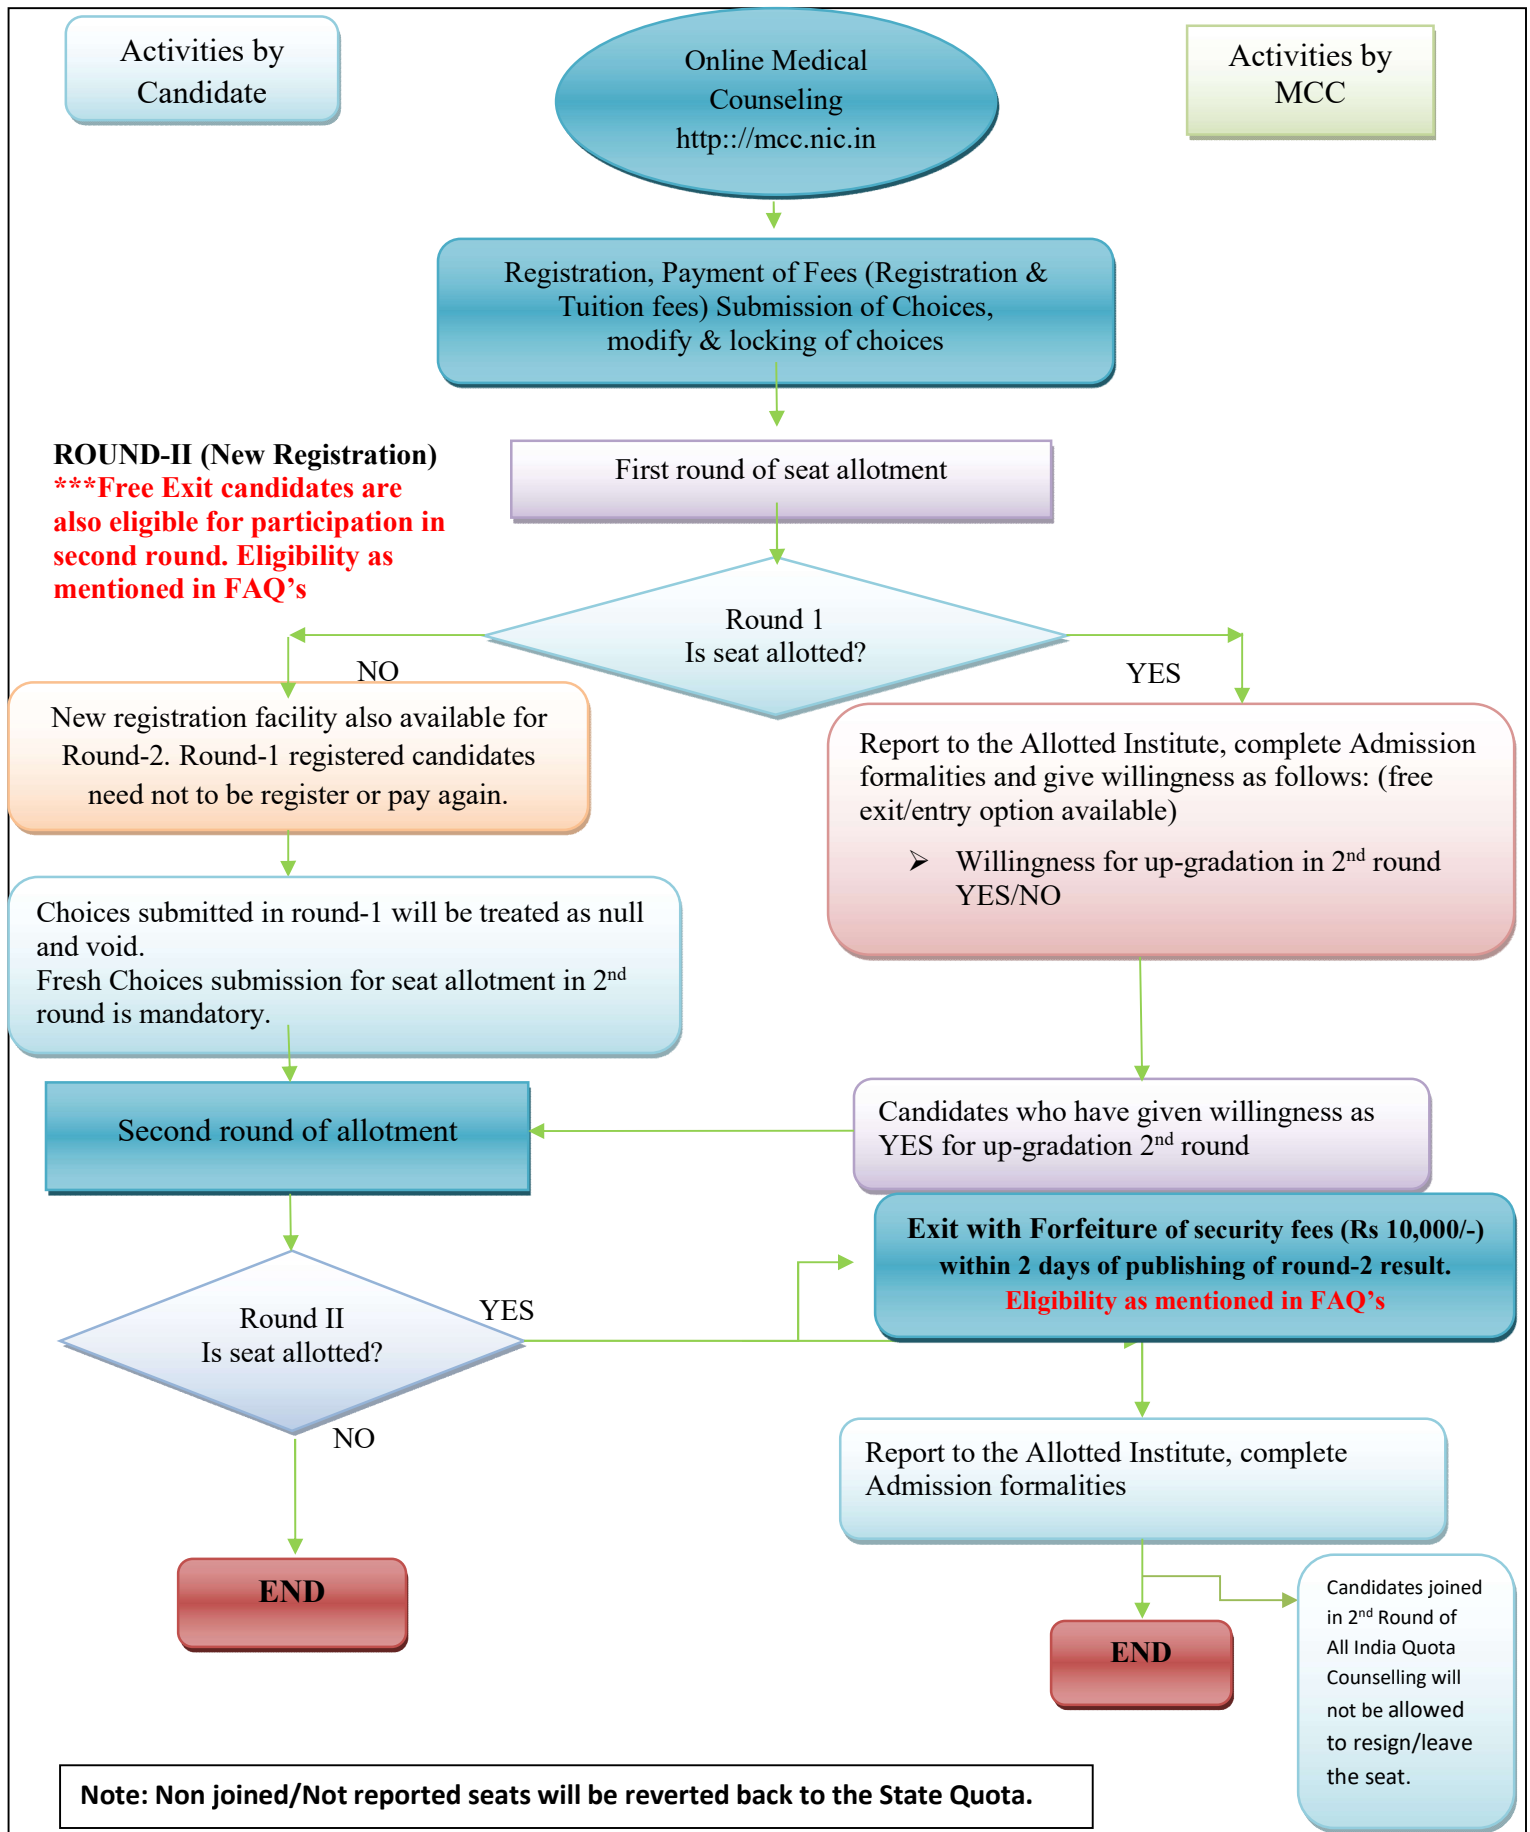 Activities by
Candidate
Online Medical
Counseling
http:://mcc.nic.in
Activities by
MCC
Registration, Payment of Fees (Registration &
Tuition fees) Submission of Choices,
modify & locking of choices
ROUND-II (New Registration)
***Free Exit candidates are
also eligible for participation in
second round. Eligibility as
mentioned in FAQ’s
First round of seat allotment
Round 1
Is seat allotted?
NO
YES
New registration facility also available for
Round-2. Round-1 registered candidates
need not to be register or pay again.
Report to the Allotted Institute, complete Admission
formalities and give willingness as follows: (free
exit/entry option available)
➢ Willingness for up-gradation in 2nd round
YES/NO
Choices submitted in round-1 will be treated as null
and void.
Fresh Choices submission for seat allotment in 2nd
round is mandatory.
Second round of allotment
Candidates who have given willingness as
YES for up-gradation 2nd round
Exit with Forfeiture of security fees (Rs 10,000/-)
within 2 days of publishing of round-2 result.
Eligibility as mentioned in FAQ’s
Round II
Is seat allotted?
YES
NO
Report to the Allotted Institute, complete
Admission formalities
END
END
Candidates joined
in 2nd Round of
All India Quota
Counselling will
not be allowed
to resign/leave
the seat.
Note: Non joined/Not reported seats will be reverted back to the State Quota.